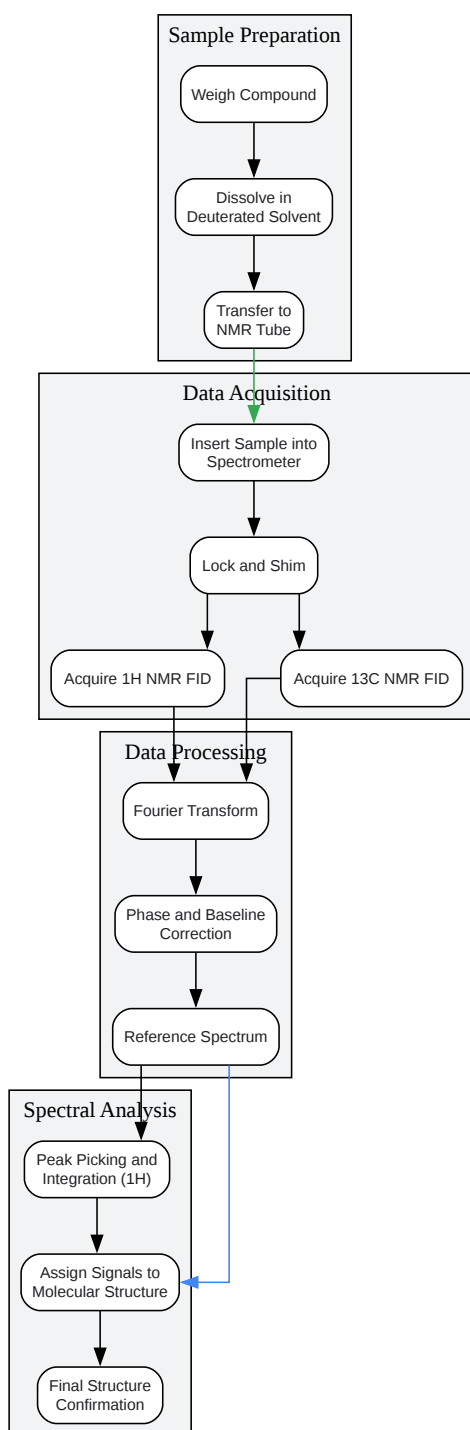 Sample Preparation
Weigh Compound
Dissolve in
Deuterated Solvent
Transfer to
NMR Tube
Data Acquisition
Insert Sample into
Spectrometer
Lock and Shim
Acquire 1H NMR FID
Acquire 13C NMR FID
Data Processing
Fourier Transform
Phase and Baseline
Correction
Reference Spectrum
Spectral Analysis
Peak Picking and
Integration (1H)
Assign Signals to
Molecular Structure
Final Structure
Confirmation